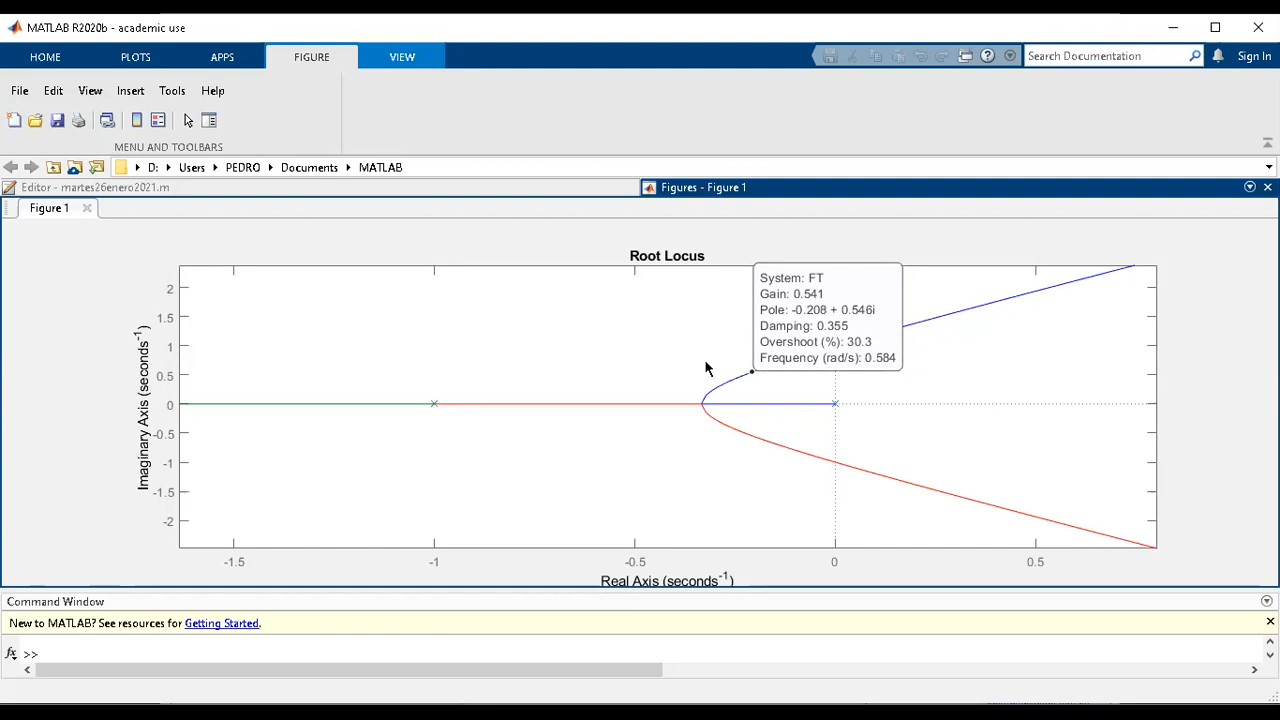 MATLAB R2020b - academic use
HOME PLOTS APPS FIGURE VIEW Search Documentation Sign In
File Edit View Insert Tools Help
MENU AND TOOLBARS
D: Users PEDRO Documents MATLAB
Editor - martes26enero2021.m Figures - Figure 1
Figure 1
Root Locus
System: FT
Gain: 0.541
Pole: -0.208 + 0.546i
Damping: 0.355
Overshoot (%): 30.3
Frequency (rad/s): 0.584
2
1.5
1
0.5
0
-0.5
-1
-1.5
-2
Imaginary Axis (seconds-1)
-1.5 -1 -0.5 0 0.5
Real Axis (seconds-1)
Command Window
New to MATLAB? See resources for Getting Started.
fx >>